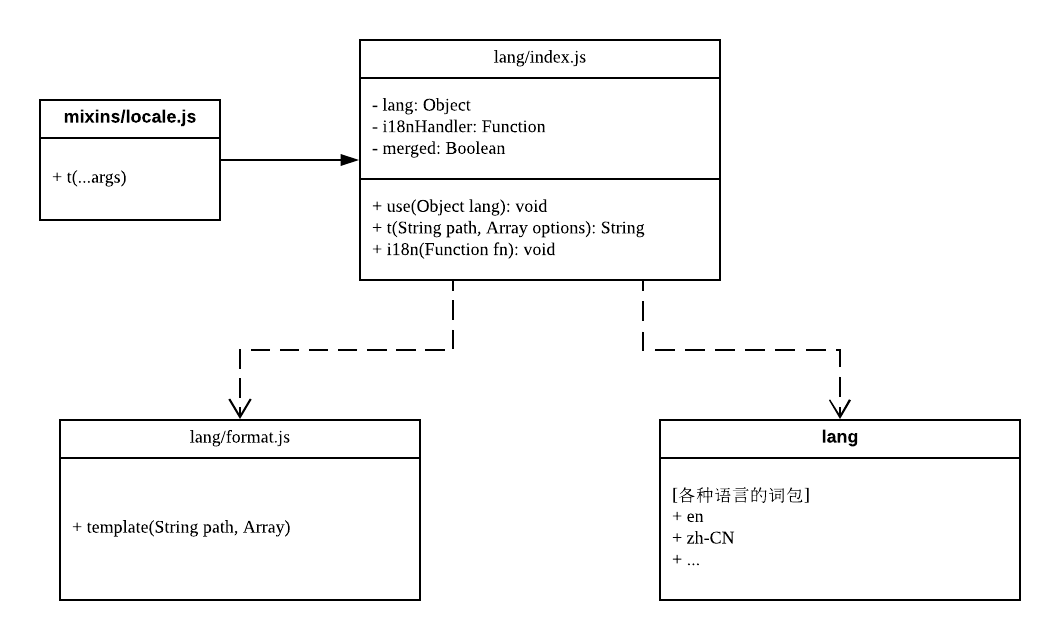 lang/index.js
- lang: Object
- i18nHandler: Function
- merged: Boolean
+ use(Object lang): void
+ t(String path, Array options): String
+ i18n(Function fn): void
mixins/locale.js
+ t(...args)
lang/format.js
+ template(String path, Array)
lang
[各种语言的词包]
+ en
+ zh-CN
+ ...